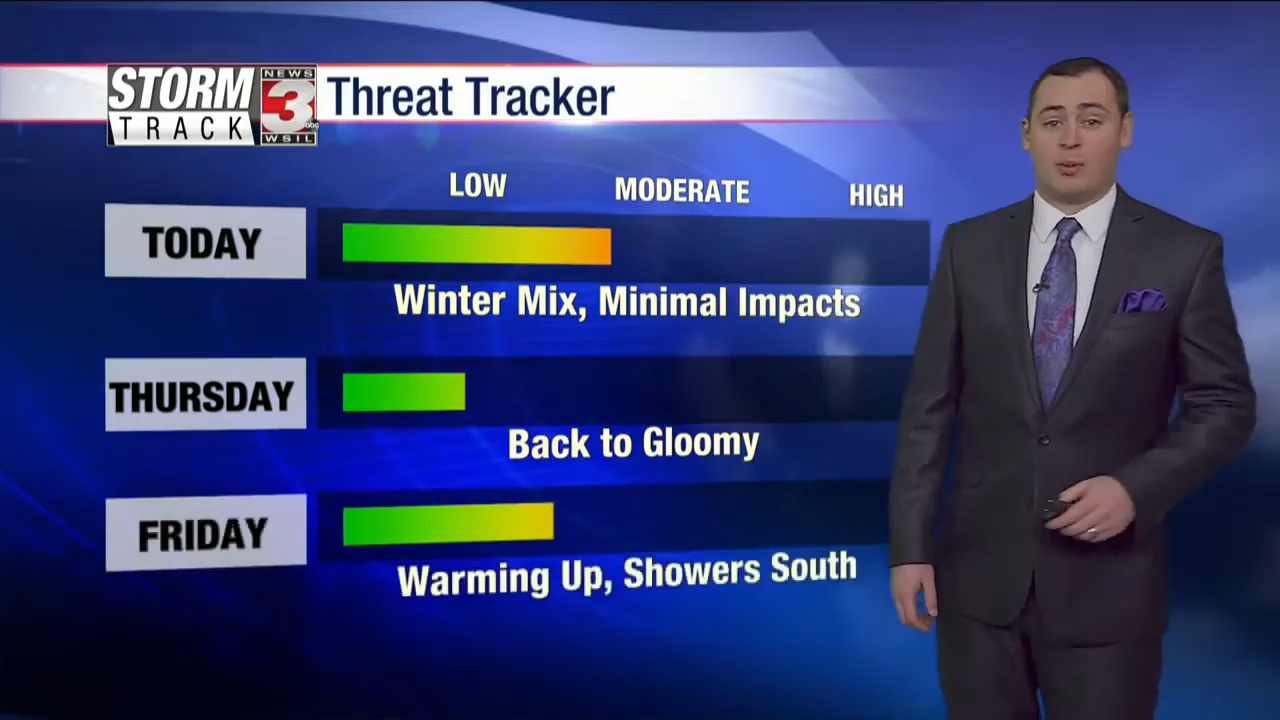 STORM
TRACK
NEWS
3
abc
WSIL
Threat Tracker
LOW MODERATE HIGH
TODAY
Winter Mix, Minimal Impacts
THURSDAY
Back to Gloomy
FRIDAY
Warming Up, Showers South